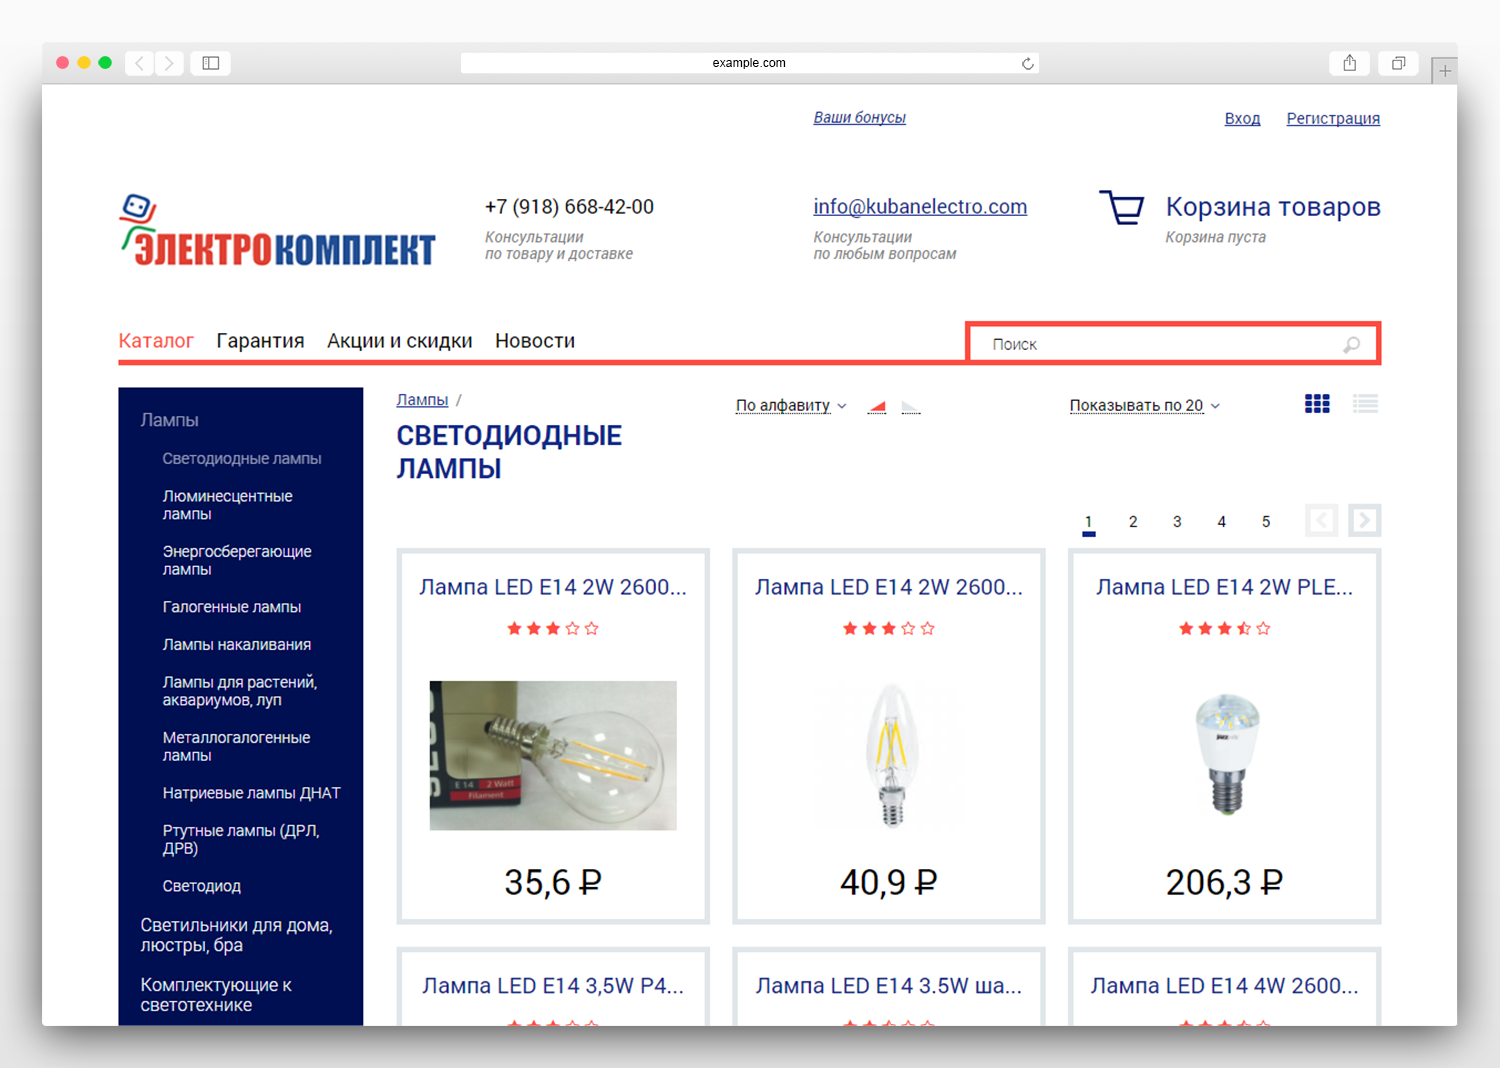 example.com
Ваши бонусы
Вход
Регистрация
ЭЛЕКТРОКОМПЛЕКТ
+7 (918) 668-42-00
Консультации
по товару и доставке
info@kubanelectro.com
Консультации
по любым вопросам
Корзина товаров
Корзина пуста
Каталог
Гарантия
Акции и скидки
Новости
Поиск
Лампы
Светодиодные лампы
Люминесцентные
лампы
Энергосберегающие
лампы
Галогенные лампы
Лампы накаливания
Лампы для растений,
аквариумов, луп
Металлогалогенные
лампы
Натриевые лампы ДНАТ
Ртутные лампы (ДРЛ,
ДРВ)
Светодиод
Светильники для дома,
люстры, бра
Комплектующие к
светотехнике
Лампы /
СВЕТОДИОДНЫЕ
ЛАМПЫ
По алфавиту
Показывать по 20
1 2 3 4 5
Лампа LED E14 2W 2600...
E14 2 Watt
Filament
35,6 ₽
Лампа LED E14 2W 2600...
40,9 ₽
Лампа LED E14 2W PLE...
206,3 ₽
Лампа LED E14 3,5W P4...
Лампа LED E14 3.5W ша...
Лампа LED E14 4W 2600...